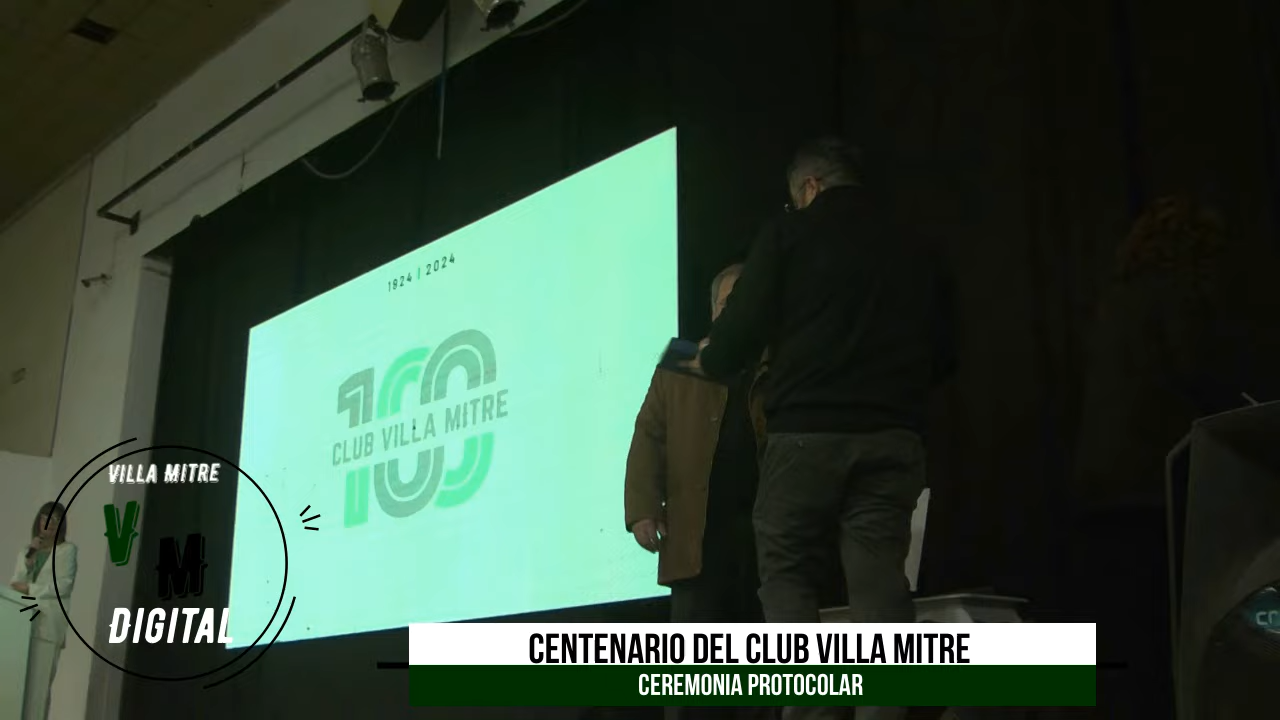 1924 | 2024
100
CLUB VILLA MITRE
VILLA MITRE
V
M
DIGITAL
CENTENARIO DEL CLUB VILLA MITRE
CEREMONIA PROTOCOLAR